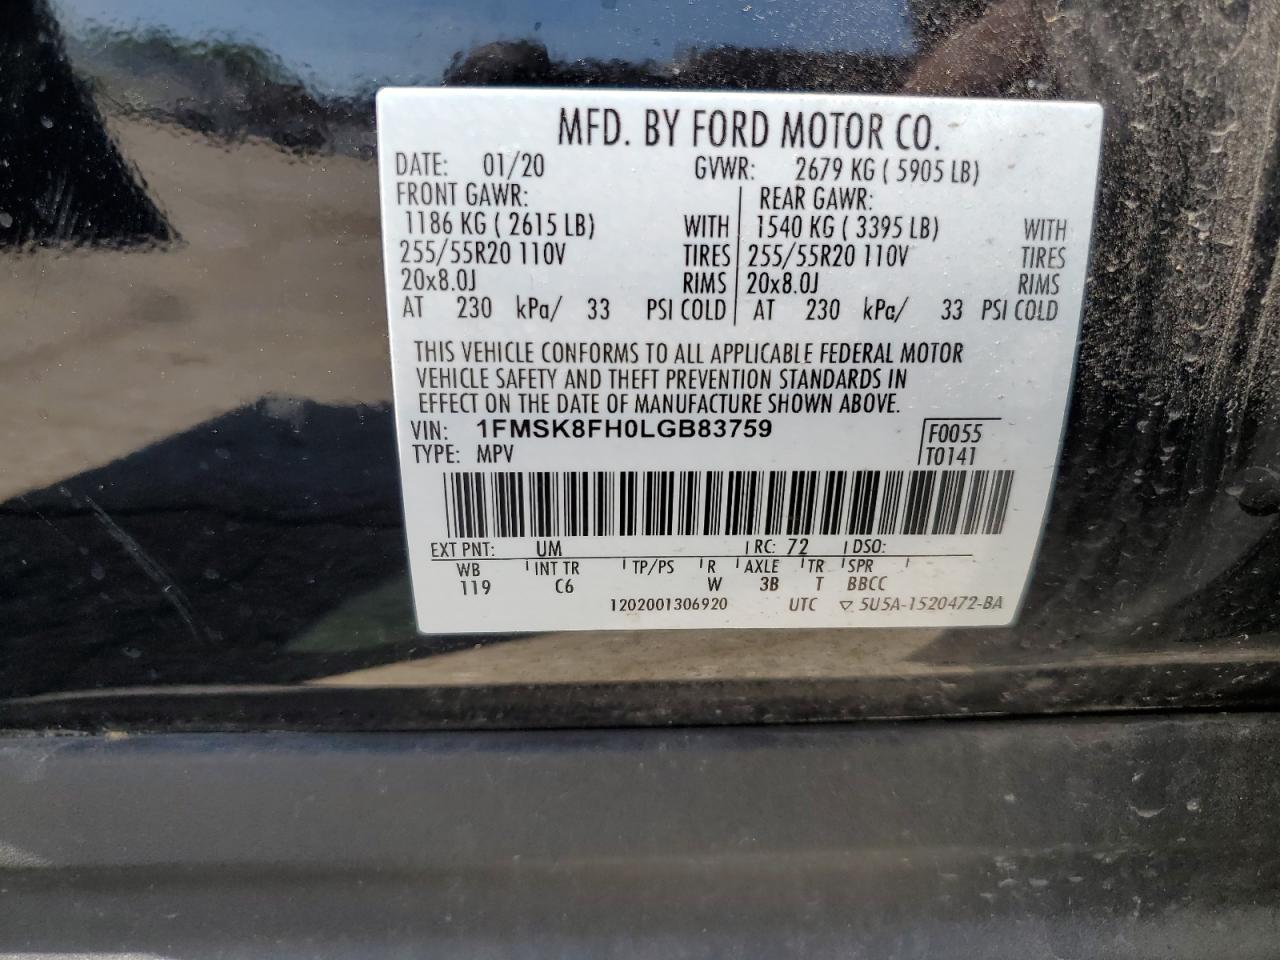 MFD. BY FORD MOTOR CO.
DATE: 01/20 GVWR: 2679 KG ( 5905 LB)
FRONT GAWR: REAR GAWR:
1186 KG ( 2615 LB) WITH 1540 KG ( 3395 LB) WITH
255/55R20 110V TIRES 255/55R20 110V TIRES
20x8.0J RIMS 20x8.0J RIMS
AT 230 kPa/ 33 PSI COLD AT 230 kPa/ 33 PSI COLD
THIS VEHICLE CONFORMS TO ALL APPLICABLE FEDERAL MOTOR
VEHICLE SAFETY AND THEFT PREVENTION STANDARDS IN
EFFECT ON THE DATE OF MANUFACTURE SHOWN ABOVE.
VIN: 1FMSK8FH0LGB83759 F0055
TYPE: MPV T0141
EXT PNT: UM RC: 72 DSO:
WB INT TR TP/PS R AXLE TR SPR
119 C6 W 3B T BBCC
1202001306920 UTC ▽ 5U5A-1520472-BA